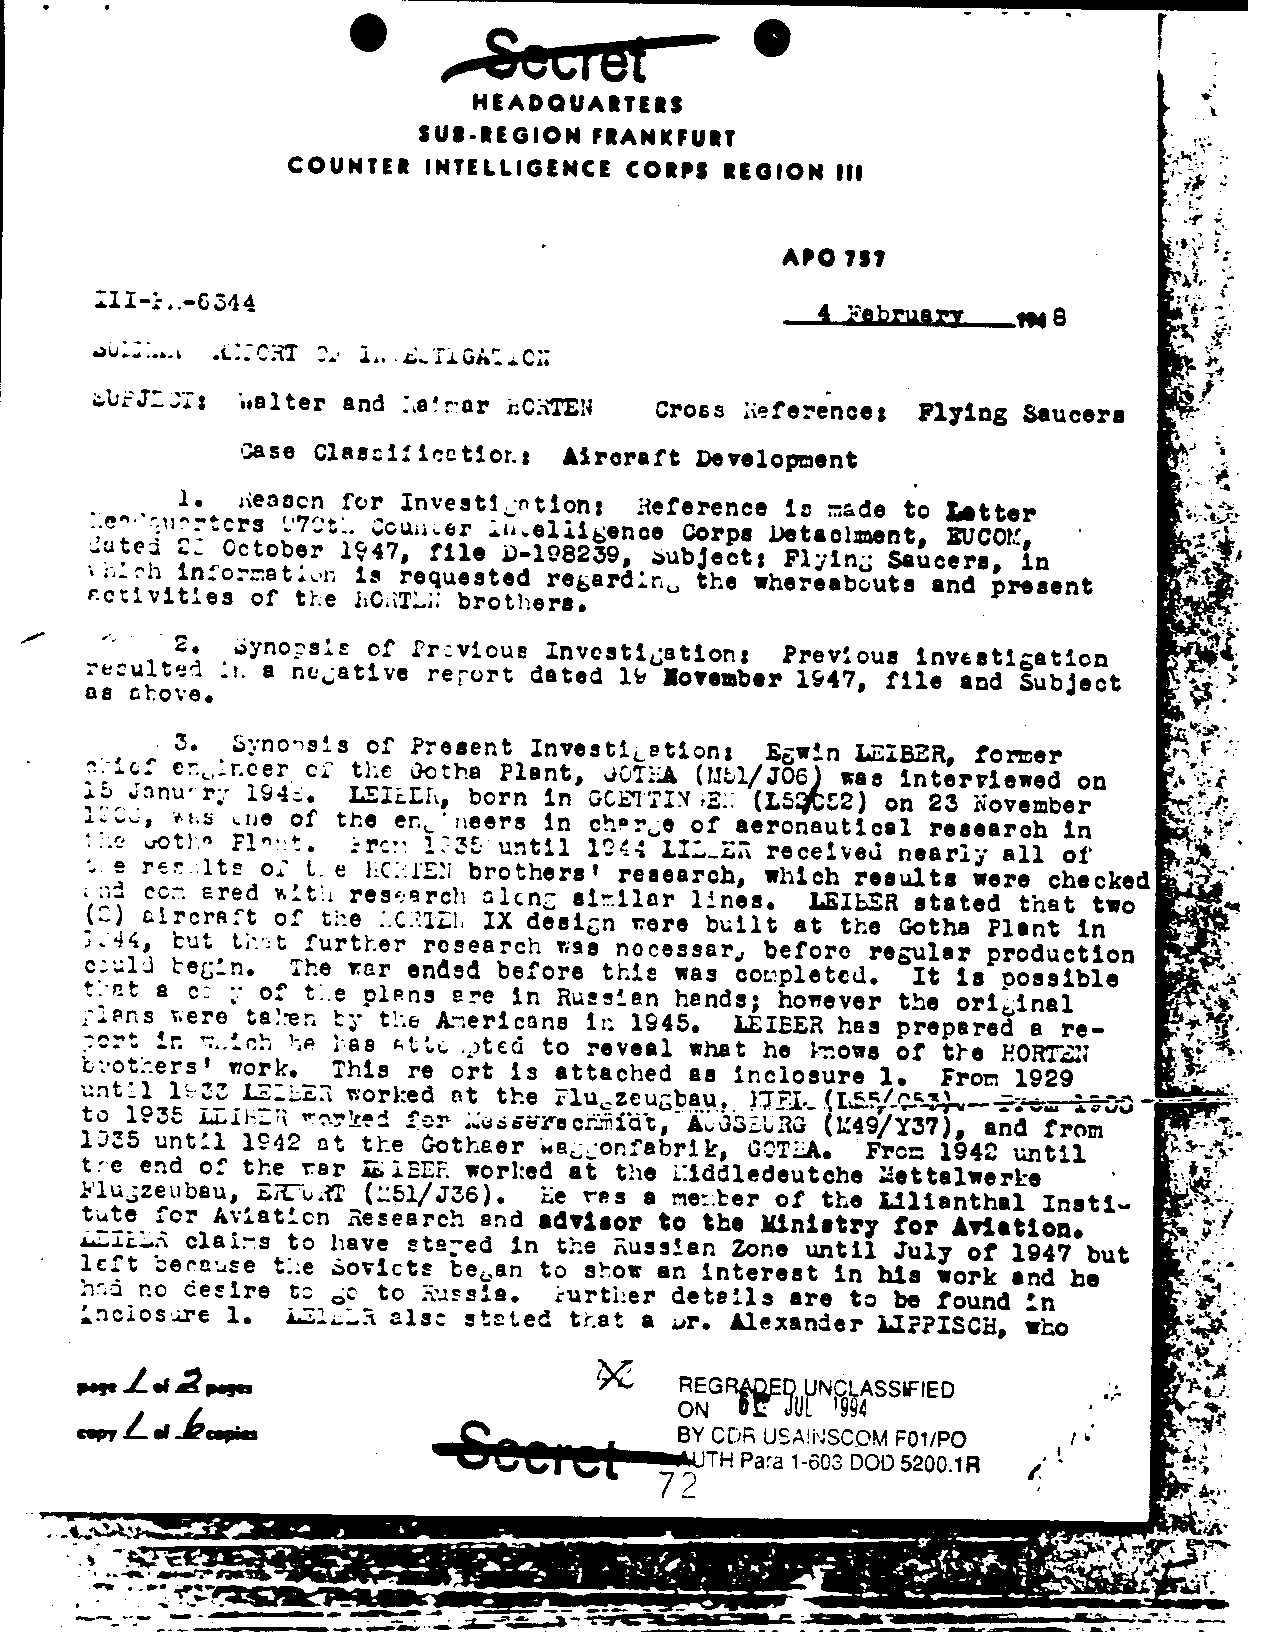 Secret
HEADQUARTERS
SUB-REGION FRANKFURT
COUNTER INTELLIGENCE CORPS REGION III
APO 757
4 February 1948
OF
SUBJECT: Walter and HORTEN Cross Reference: Flying Saucers
Case Classification: Aircraft Development
1. Reason for Investigation: Reference is made to Letter
Headquarters 970th Counter Intelligence Corps Detachment, EUCOM,
dated October 1947, file D-198239, Subject: Flying Saucers, in
which information is requested regarding the whereabouts and present
activities of the HORTEN brothers.
2. Synopsis of Previous Investigation: Previous investigation
resulted in a negative report dated 19 November 1947, file and Subject
as above.
3. Synopsis of Present Investigation: Egwin LEIBER, former
chief engineer of the Gotha Plant, GOTHA (M51/J06) was interviewed on
15 January 194 LEIBER, born in GOETTINGEN on 23 November
was one of the engineers in charge of aeronautical research in
the Gotha Plant. From until 1944 LEIBER received nearly all of
the results of the HORTEN brothers' research, which results were checked
and compared with research along similar lines. LEIBER stated that two
(2) aircraft of the HORTEN IX design were built at the Gotha Plant in
1944, but that further research was necessary before regular production
could begin. The war ended before this was completed. It is possible
that a copy of the plans are in Russian hands; however the original
plans were taken by the Americans in 1945. LEIBER has prepared a re-
port in which he has attempted to reveal what he knows of the HORTEN
brothers' work. This report is attached as inclosure 1. From 1929
until 1933 LEIBER worked at the Flugzeugbau, From
to 1935 LEIBER worked for Messerschmidt, AUGSBURG (M49/Y37), and from
1935 until 1942 at the Gothaer Waggonfabrik, GOTHA. From 1942 until
the end of the war LEIBER worked at the Middledeutche Mettalwerke
Flugzeubau, ERFURT (M51/J36). He was a member of the Lilianthal Insti-
tute for Aviation Research and advisor to the Ministry for Aviation.
LEIBER claims to have stayed in the Russian Zone until July of 1947 but
left because the Soviets began to show an interest in his work and he
had no desire to go to Russia. Further details are to be found in
inclosure 1. LEIBER also stated that a Dr. Alexander LIPPISCH, who
page 1 of 2 pages
copy 1 of 6 copies
X
REGRADED UNCLASSIFIED
ON JUL 1994
BY CDR USAINSCOM F01/PO
AUTH Para 1-603 DOD 5200.1R
Secret
72